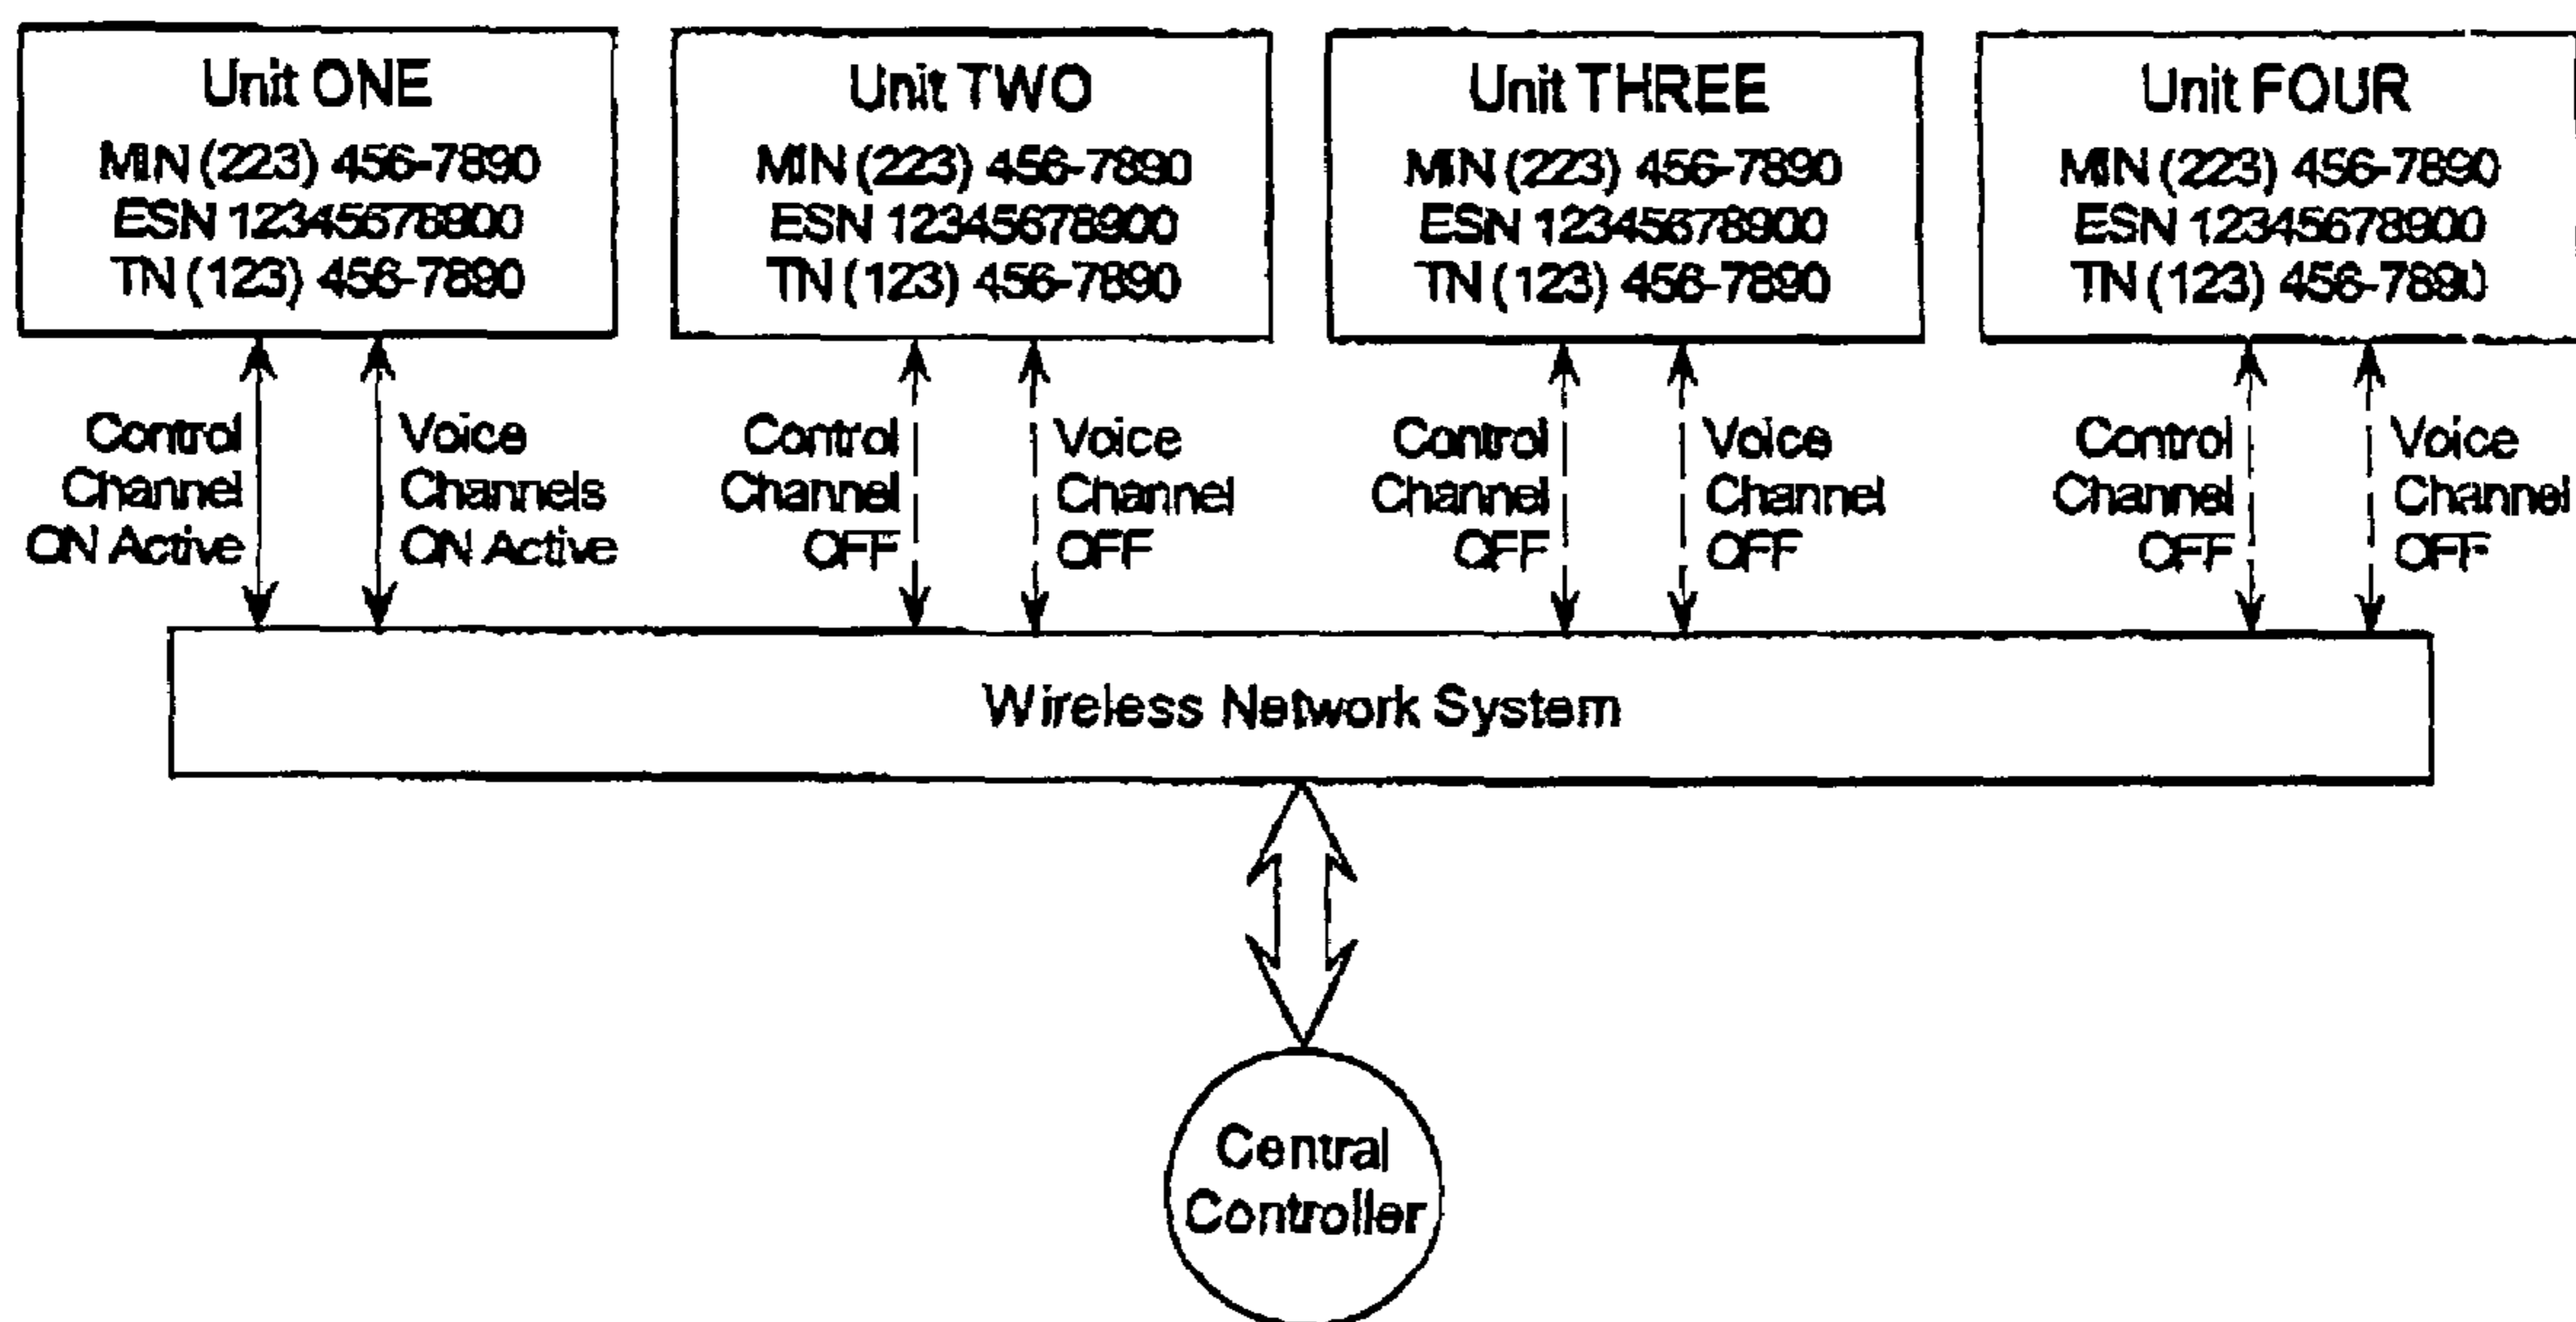 Unit ONE
MIN (223) 456-7890
ESN 12345678900
TN (123) 456-7890
Unit TWO
MIN (223) 456-7890
ESN 12345678900
TN (123) 456-7890
Unit THREE
MIN (223) 456-7890
ESN 12345678900
TN (123) 456-7890
Unit FOUR
MIN (223) 456-7890
ESN 12345678900
TN (123) 456-7890
Control
Channel
ON Active
Voice
Channels
ON Active
Control
Channel
OFF
Voice
Channel
OFF
Control
Channel
OFF
Voice
Channel
OFF
Control
Channel
OFF
Voice
Channel
OFF
Wireless Network System
Central
Controller